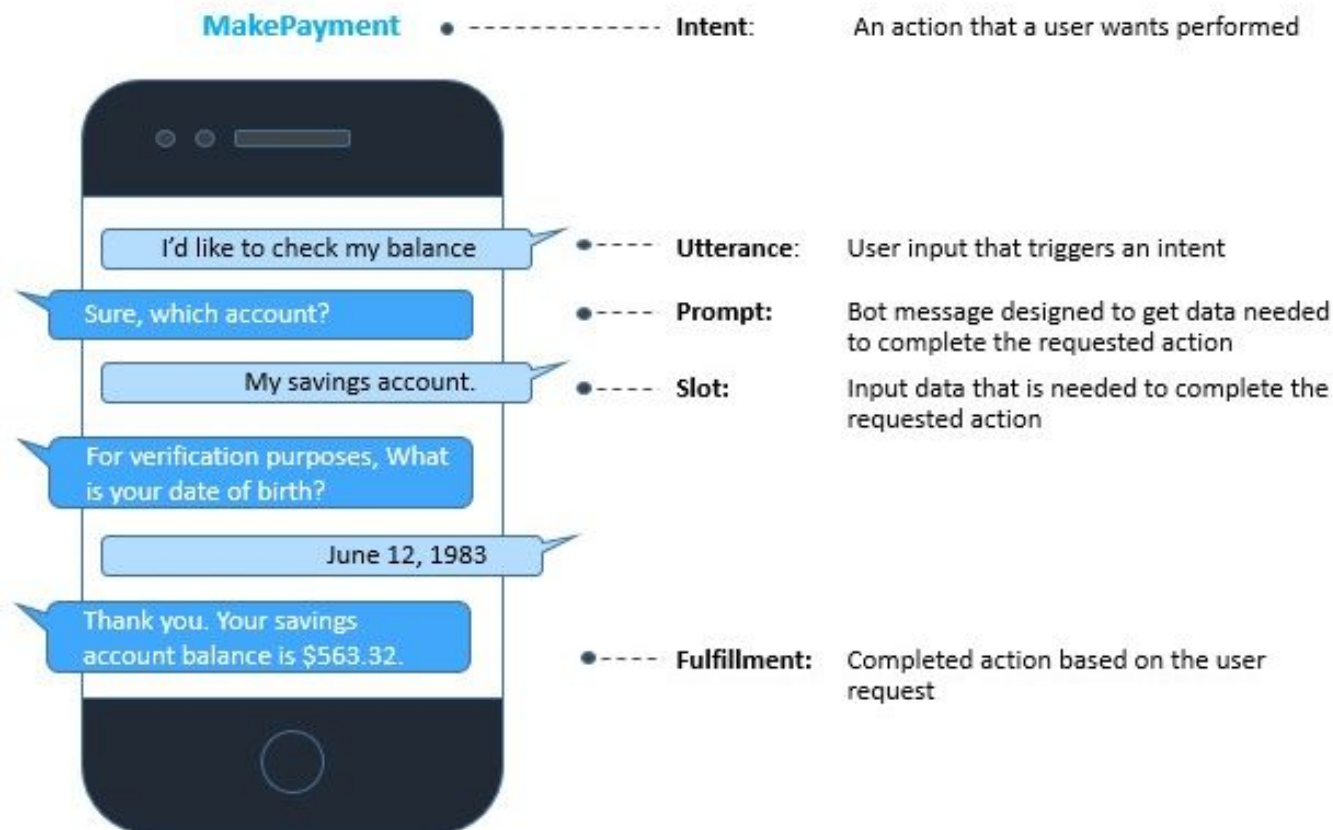 MakePayment
Intent: An action that a user wants performed
I'd like to check my balance
Utterance: User input that triggers an intent
Sure, which account?
Prompt: Bot message designed to get data needed
to complete the requested action
My savings account.
Slot: Input data that is needed to complete the
requested action
For verification purposes, What
is your date of birth?
June 12, 1983
Thank you. Your savings
account balance is $563.32.
Fulfillment: Completed action based on the user
request